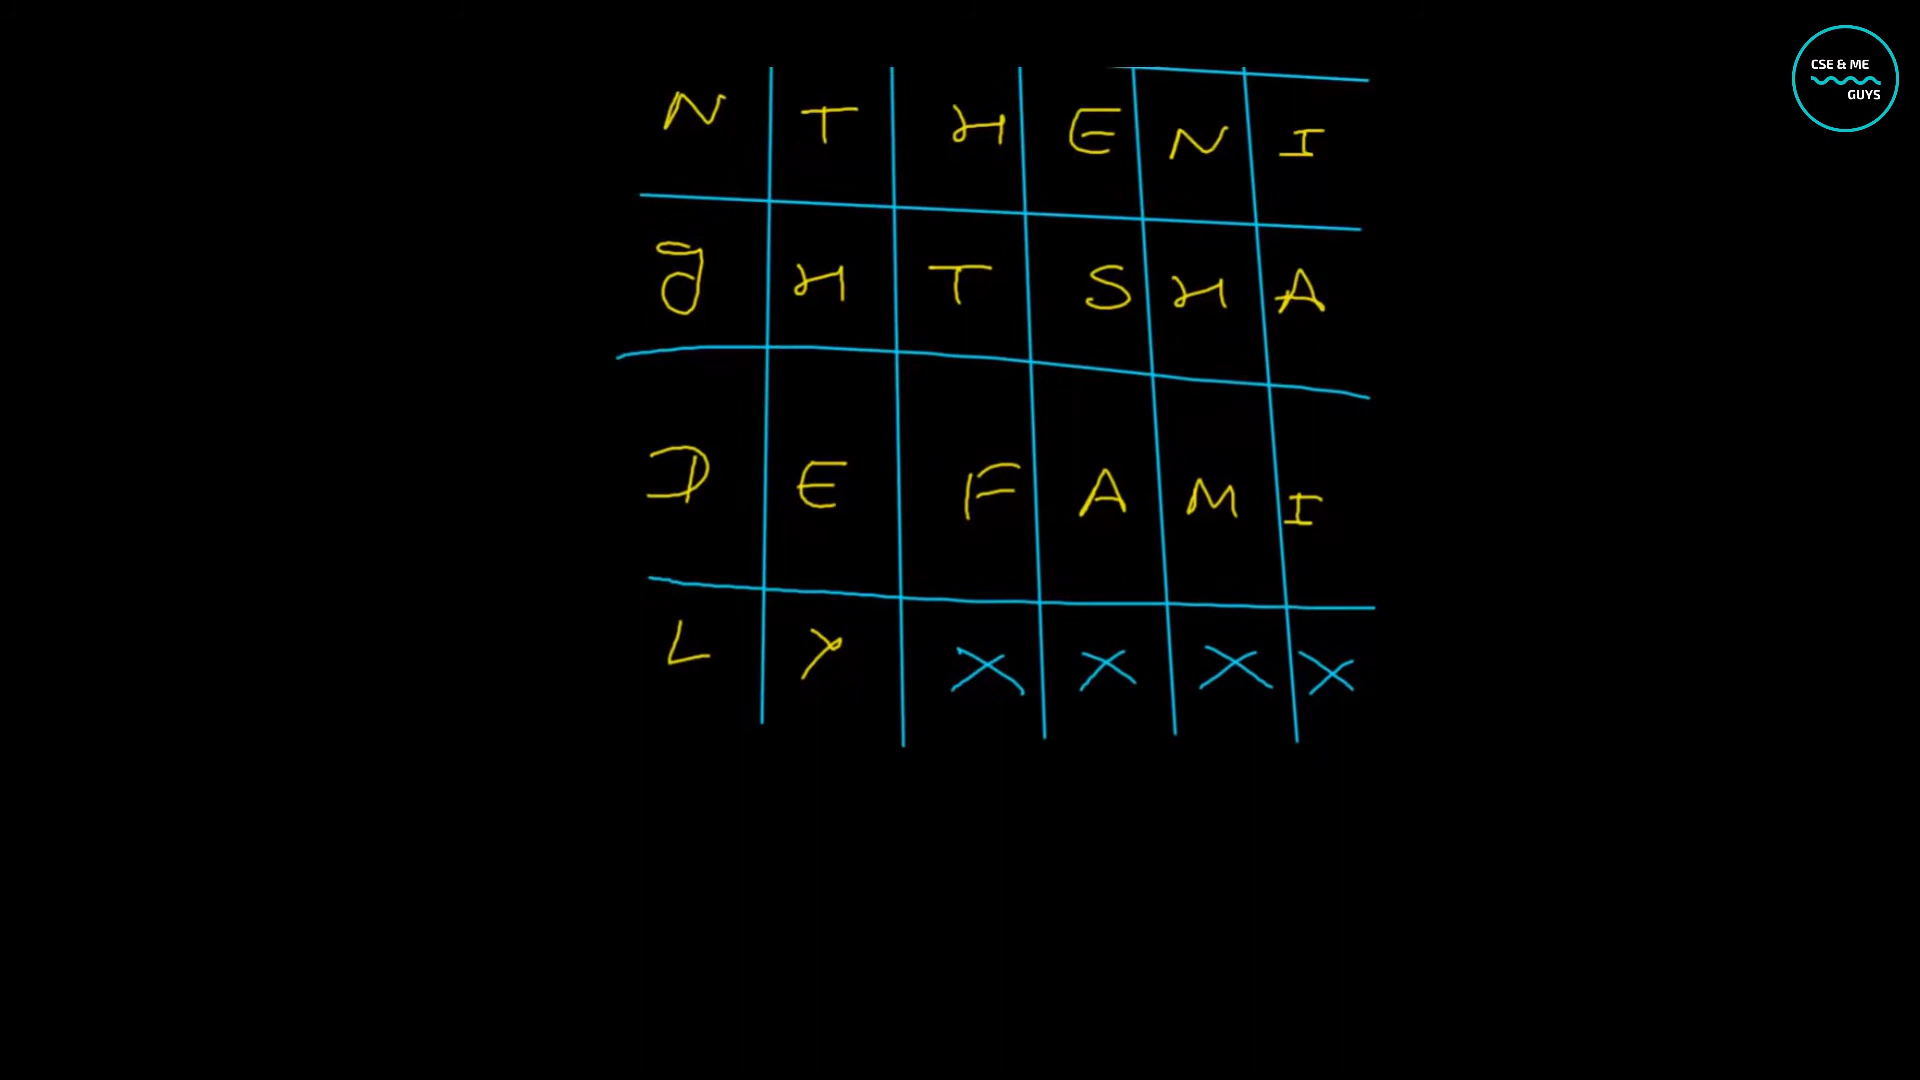 N T H E N I
G H T S H A
D E F A M I
L Y X X X X
CSE & ME
GUYS